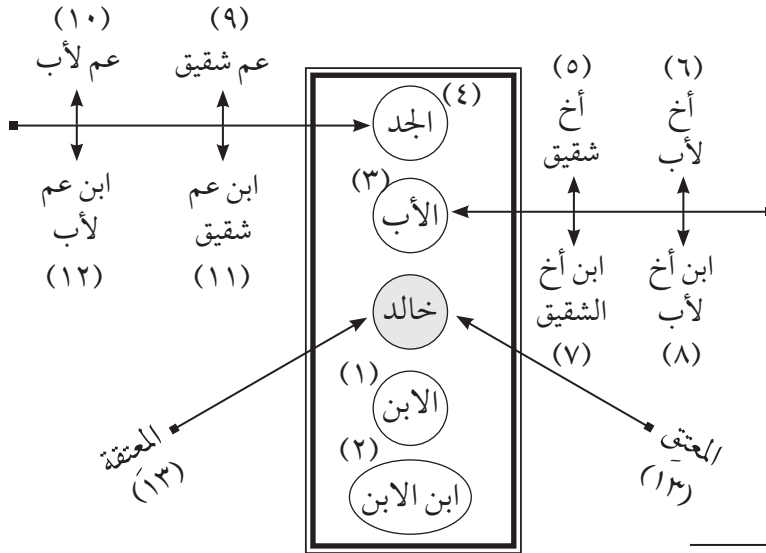 (١٠)
عم لأب
(٩)
عم شقيق
ابن عم
لأب
(١٢)
ابن عم
شقيق
(١١)
(٤)
الجد
(٣)
الأب
خالد
(١)
الابن
(٢)
ابن الابن
(٥)
أخ
شقيق
(٦)
أخ
لأب
ابن أخ
الشقيق
(٧)
ابن أخ
لأب
(٨)
المعتقة
(١٣)
المعتق
(١٣)